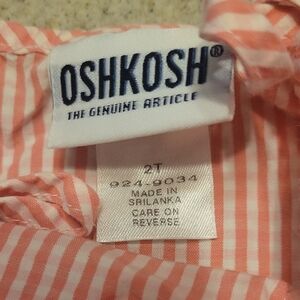 OSHKOSH®
THE GENUINE ARTICLE
2T
924-9034
MADE IN
SRILANKA
CARE ON
REVERSE